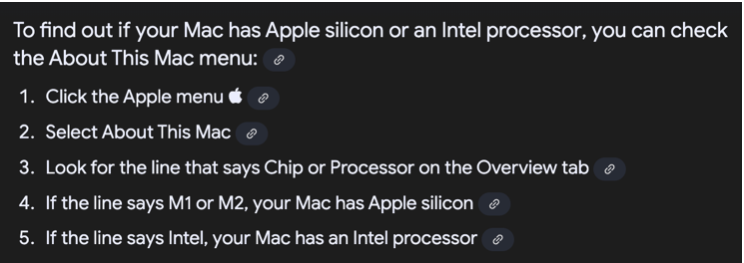 To find out if your Mac has Apple silicon or an Intel processor, you can check
the About This Mac menu:
1. Click the Apple menu
2. Select About This Mac
3. Look for the line that says Chip or Processor on the Overview tab
4. If the line says M1 or M2, your Mac has Apple silicon
5. If the line says Intel, your Mac has an Intel processor